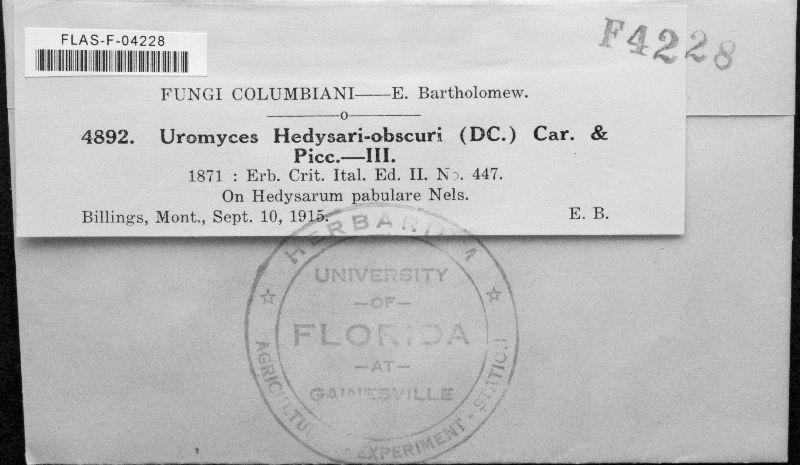 FLAS-F-04228
F4228
FUNGI COLUMBIANI——E. Bartholomew.
4892. Uromyces Hedysari-obscuri (DC.) Car. &
Picc.—III.
1871 : Erb. Crit. Ital. Ed. II. No. 447.
On Hedysarum pabulare Nels.
Billings, Mont., Sept. 10, 1915. E. B.
HERBARIUM
UNIVERSITY
—OF—
FLORIDA
—AT—
GAINESVILLE
EXPERIMENT - STATION